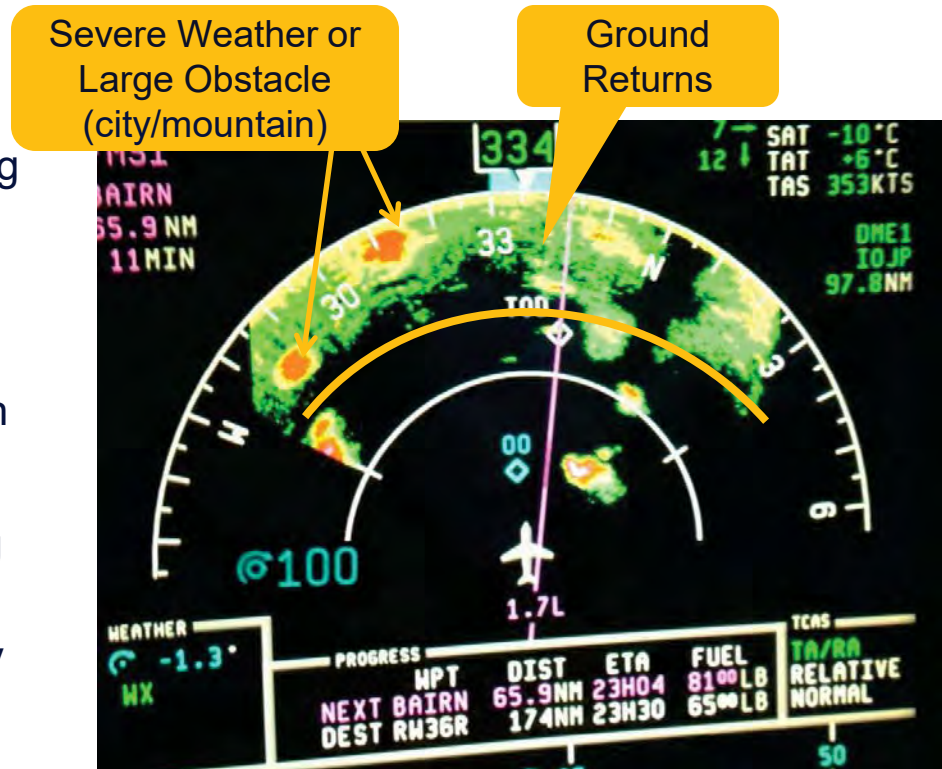 Severe Weather or
Large Obstacle
(city/mountain)
Ground
Returns
334
7 →
12 ↓
SAT -10°C
TAT +6°C
TAS 353KTS
BAIRN
65.9 NM
11MIN
DME1
IOJP
97.8NM
30
33
N
3
W
6
TOD
00
100
1.7L
WEATHER
-1.3°
WX
PROGRESS
WPT DIST ETA FUEL
NEXT BAIRN 65.9NM 23H04 8100LB
DEST RW36R 174NM 23H30 6500LB
TCAS
TA/RA
RELATIVE
NORMAL
50